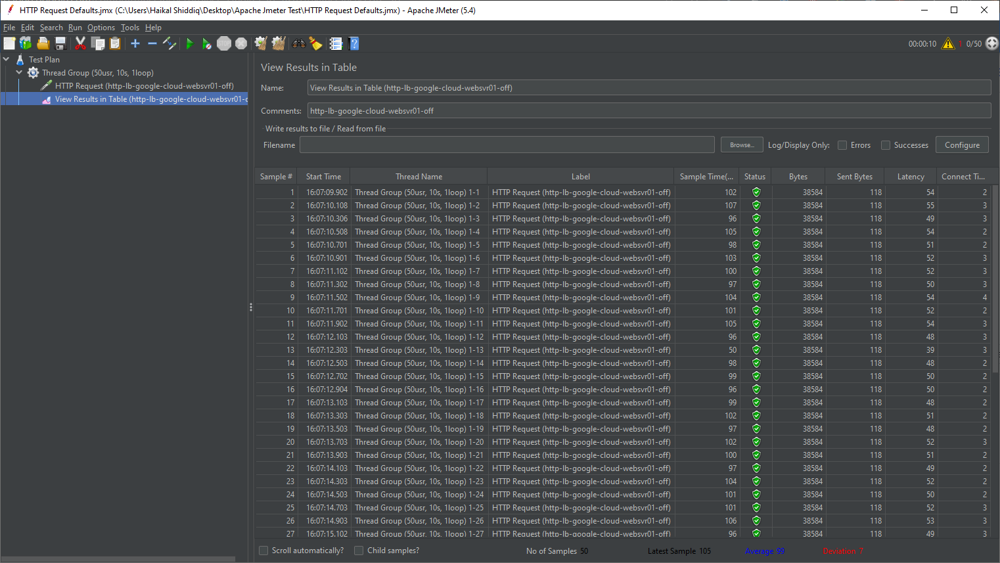 HTTP Request Defaults.jmx (C:\Users\Haikal Shiddiq\Desktop\Apache Jmeter Test\HTTP Request Defaults.jmx) - Apache JMeter (5.4)
File Edit Search Run Options Tools Help
00:00:10 1 0/50
Test Plan
Thread Group (50usr, 10s, 1loop)
HTTP Request (http-lb-google-cloud-websvr01-off)
View Results in Table (http-lb-google-cloud-websvr01-o
View Results in Table
Name: View Results in Table (http-lb-google-cloud-websvr01-off)
Comments: http-lb-google-cloud-websvr01-off
Write results to file / Read from file
Filename Browse... Log/Display Only: Errors Successes Configure
Sample # Start Time Thread Name Label Sample Time(... Status Bytes Sent Bytes Latency Connect Ti...
1 16:07:09.902 Thread Group (50usr, 10s, 1loop) 1-1 HTTP Request (http-lb-google-cloud-websvr01-off) 102 38584 118 54 2
2 16:07:10.108 Thread Group (50usr, 10s, 1loop) 1-2 HTTP Request (http-lb-google-cloud-websvr01-off) 107 38584 118 55 3
3 16:07:10.306 Thread Group (50usr, 10s, 1loop) 1-3 HTTP Request (http-lb-google-cloud-websvr01-off) 96 38584 118 49 3
4 16:07:10.508 Thread Group (50usr, 10s, 1loop) 1-4 HTTP Request (http-lb-google-cloud-websvr01-off) 105 38584 118 54 2
5 16:07:10.701 Thread Group (50usr, 10s, 1loop) 1-5 HTTP Request (http-lb-google-cloud-websvr01-off) 98 38584 118 51 2
6 16:07:10.901 Thread Group (50usr, 10s, 1loop) 1-6 HTTP Request (http-lb-google-cloud-websvr01-off) 103 38584 118 52 3
7 16:07:11.102 Thread Group (50usr, 10s, 1loop) 1-7 HTTP Request (http-lb-google-cloud-websvr01-off) 100 38584 118 52 3
8 16:07:11.302 Thread Group (50usr, 10s, 1loop) 1-8 HTTP Request (http-lb-google-cloud-websvr01-off) 97 38584 118 50 3
9 16:07:11.502 Thread Group (50usr, 10s, 1loop) 1-9 HTTP Request (http-lb-google-cloud-websvr01-off) 104 38584 118 54 4
10 16:07:11.701 Thread Group (50usr, 10s, 1loop) 1-10 HTTP Request (http-lb-google-cloud-websvr01-off) 101 38584 118 52 2
11 16:07:11.902 Thread Group (50usr, 10s, 1loop) 1-11 HTTP Request (http-lb-google-cloud-websvr01-off) 105 38584 118 54 3
12 16:07:12.103 Thread Group (50usr, 10s, 1loop) 1-12 HTTP Request (http-lb-google-cloud-websvr01-off) 96 38584 118 48 3
13 16:07:12.303 Thread Group (50usr, 10s, 1loop) 1-13 HTTP Request (http-lb-google-cloud-websvr01-off) 50 38584 118 39 3
14 16:07:12.503 Thread Group (50usr, 10s, 1loop) 1-14 HTTP Request (http-lb-google-cloud-websvr01-off) 98 38584 118 48 2
15 16:07:12.702 Thread Group (50usr, 10s, 1loop) 1-15 HTTP Request (http-lb-google-cloud-websvr01-off) 99 38584 118 50 2
16 16:07:12.904 Thread Group (50usr, 10s, 1loop) 1-16 HTTP Request (http-lb-google-cloud-websvr01-off) 96 38584 118 50 2
17 16:07:13.103 Thread Group (50usr, 10s, 1loop) 1-17 HTTP Request (http-lb-google-cloud-websvr01-off) 99 38584 118 48 2
18 16:07:13.303 Thread Group (50usr, 10s, 1loop) 1-18 HTTP Request (http-lb-google-cloud-websvr01-off) 102 38584 118 51 2
19 16:07:13.503 Thread Group (50usr, 10s, 1loop) 1-19 HTTP Request (http-lb-google-cloud-websvr01-off) 97 38584 118 48 2
20 16:07:13.703 Thread Group (50usr, 10s, 1loop) 1-20 HTTP Request (http-lb-google-cloud-websvr01-off) 102 38584 118 52 3
21 16:07:13.903 Thread Group (50usr, 10s, 1loop) 1-21 HTTP Request (http-lb-google-cloud-websvr01-off) 100 38584 118 51 2
22 16:07:14.103 Thread Group (50usr, 10s, 1loop) 1-22 HTTP Request (http-lb-google-cloud-websvr01-off) 97 38584 118 49 2
23 16:07:14.303 Thread Group (50usr, 10s, 1loop) 1-23 HTTP Request (http-lb-google-cloud-websvr01-off) 104 38584 118 52 2
24 16:07:14.503 Thread Group (50usr, 10s, 1loop) 1-24 HTTP Request (http-lb-google-cloud-websvr01-off) 101 38584 118 50 2
25 16:07:14.703 Thread Group (50usr, 10s, 1loop) 1-25 HTTP Request (http-lb-google-cloud-websvr01-off) 101 38584 118 52 3
26 16:07:14.903 Thread Group (50usr, 10s, 1loop) 1-26 HTTP Request (http-lb-google-cloud-websvr01-off) 106 38584 118 53 3
27 16:07:15.102 Thread Group (50usr, 10s, 1loop) 1-27 HTTP Request (http-lb-google-cloud-websvr01-off) 96 38584 118 49 3
Scroll automatically? Child samples? No of Samples 50 Latest Sample 105 Average 99 Deviation 7